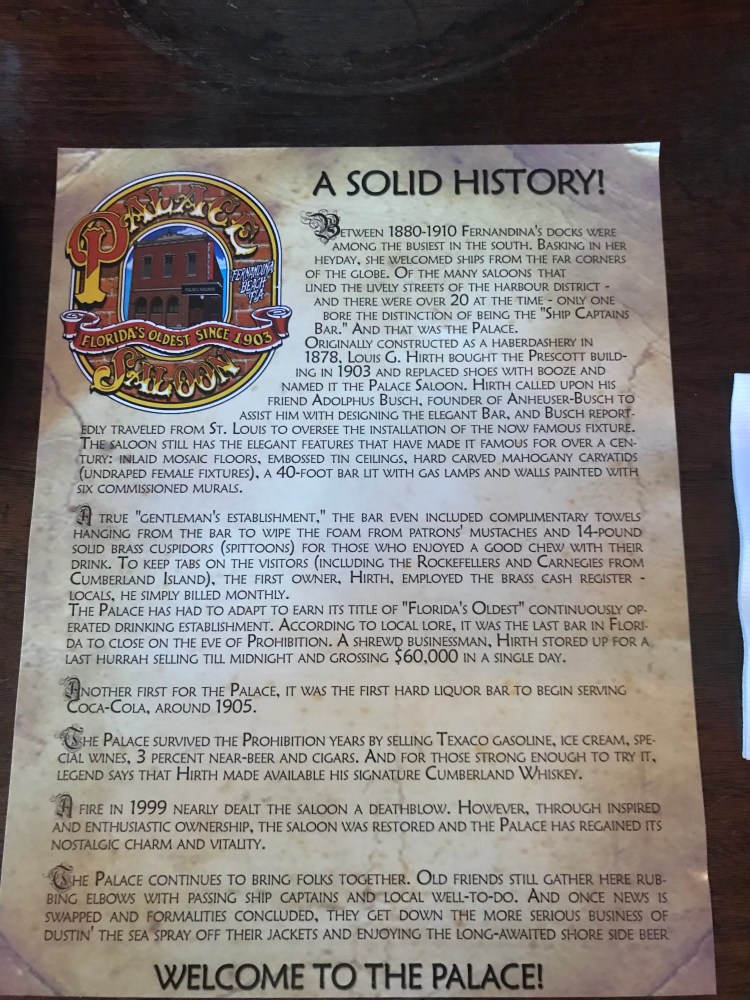 A SOLID HISTORY!
PALACE
FERNANDINA
BEACH
FLA
FLORIDA'S OLDEST SINCE 1903
SALOON
BETWEEN 1880-1910 FERNANDINA'S DOCKS WERE
AMONG THE BUSIEST IN THE SOUTH. BASKING IN HER
HEYDAY, SHE WELCOMED SHIPS FROM THE FAR CORNERS
OF THE GLOBE. OF THE MANY SALOONS THAT
LINED THE LIVELY STREETS OF THE HARBOUR DISTRICT -
AND THERE WERE OVER 20 AT THE TIME - ONLY ONE
BORE THE DISTINCTION OF BEING THE "SHIP CAPTAINS
BAR." AND THAT WAS THE PALACE.
ORIGINALLY CONSTRUCTED AS A HABERDASHERY IN
1878, LOUIS G. HIRTH BOUGHT THE PRESCOTT BUILD-
ING IN 1903 AND REPLACED SHOES WITH BOOZE AND
NAMED IT THE PALACE SALOON. HIRTH CALLED UPON HIS
FRIEND ADOLPHUS BUSCH, FOUNDER OF ANHEUSER-BUSCH TO
ASSIST HIM WITH DESIGNING THE ELEGANT BAR, AND BUSCH REPORT-
EDLY TRAVELED FROM ST. LOUIS TO OVERSEE THE INSTALLATION OF THE NOW FAMOUS FIXTURE.
THE SALOON STILL HAS THE ELEGANT FEATURES THAT HAVE MADE IT FAMOUS FOR OVER A CEN-
TURY: INLAID MOSAIC FLOORS, EMBOSSED TIN CEILINGS, HARD CARVED MAHOGANY CARYATIDS
(UNDRAPED FEMALE FIXTURES), A 40-FOOT BAR LIT WITH GAS LAMPS AND WALLS PAINTED WITH
SIX COMMISSIONED MURALS.
A TRUE "GENTLEMAN'S ESTABLISHMENT," THE BAR EVEN INCLUDED COMPLIMENTARY TOWELS
HANGING FROM THE BAR TO WIPE THE FOAM FROM PATRONS' MUSTACHES AND 14-POUND
SOLID BRASS CUSPIDORS (SPITTOONS) FOR THOSE WHO ENJOYED A GOOD CHEW WITH THEIR
DRINK. TO KEEP TABS ON THE VISITORS (INCLUDING THE ROCKEFELLERS AND CARNEGIES FROM
CUMBERLAND ISLAND), THE FIRST OWNER, HIRTH, EMPLOYED THE BRASS CASH REGISTER -
LOCALS, HE SIMPLY BILLED MONTHLY.
THE PALACE HAS HAD TO ADAPT TO EARN ITS TITLE OF "FLORIDA'S OLDEST" CONTINUOUSLY OP-
ERATED DRINKING ESTABLISHMENT. ACCORDING TO LOCAL LORE, IT WAS THE LAST BAR IN FLORI-
DA TO CLOSE ON THE EVE OF PROHIBITION. A SHREWD BUSINESSMAN, HIRTH STORED UP FOR A
LAST HURRAH SELLING TILL MIDNIGHT AND GROSSING $60,000 IN A SINGLE DAY.
ANOTHER FIRST FOR THE PALACE, IT WAS THE FIRST HARD LIQUOR BAR TO BEGIN SERVING
COCA-COLA, AROUND 1905.
THE PALACE SURVIVED THE PROHIBITION YEARS BY SELLING TEXACO GASOLINE, ICE CREAM, SPE-
CIAL WINES, 3 PERCENT NEAR-BEER AND CIGARS. AND FOR THOSE STRONG ENOUGH TO TRY IT,
LEGEND SAYS THAT HIRTH MADE AVAILABLE HIS SIGNATURE CUMBERLAND WHISKEY.
A FIRE IN 1999 NEARLY DEALT THE SALOON A DEATHBLOW. HOWEVER, THROUGH INSPIRED
AND ENTHUSIASTIC OWNERSHIP, THE SALOON WAS RESTORED AND THE PALACE HAS REGAINED ITS
NOSTALGIC CHARM AND VITALITY.
THE PALACE CONTINUES TO BRING FOLKS TOGETHER. OLD FRIENDS STILL GATHER HERE RUB-
BING ELBOWS WITH PASSING SHIP CAPTAINS AND LOCAL WELL-TO-DO. AND ONCE NEWS IS
SWAPPED AND FORMALITIES CONCLUDED, THEY GET DOWN THE MORE SERIOUS BUSINESS OF
DUSTIN' THE SEA SPRAY OFF THEIR JACKETS AND ENJOYING THE LONG-AWAITED SHORE SIDE BEER
WELCOME TO THE PALACE!